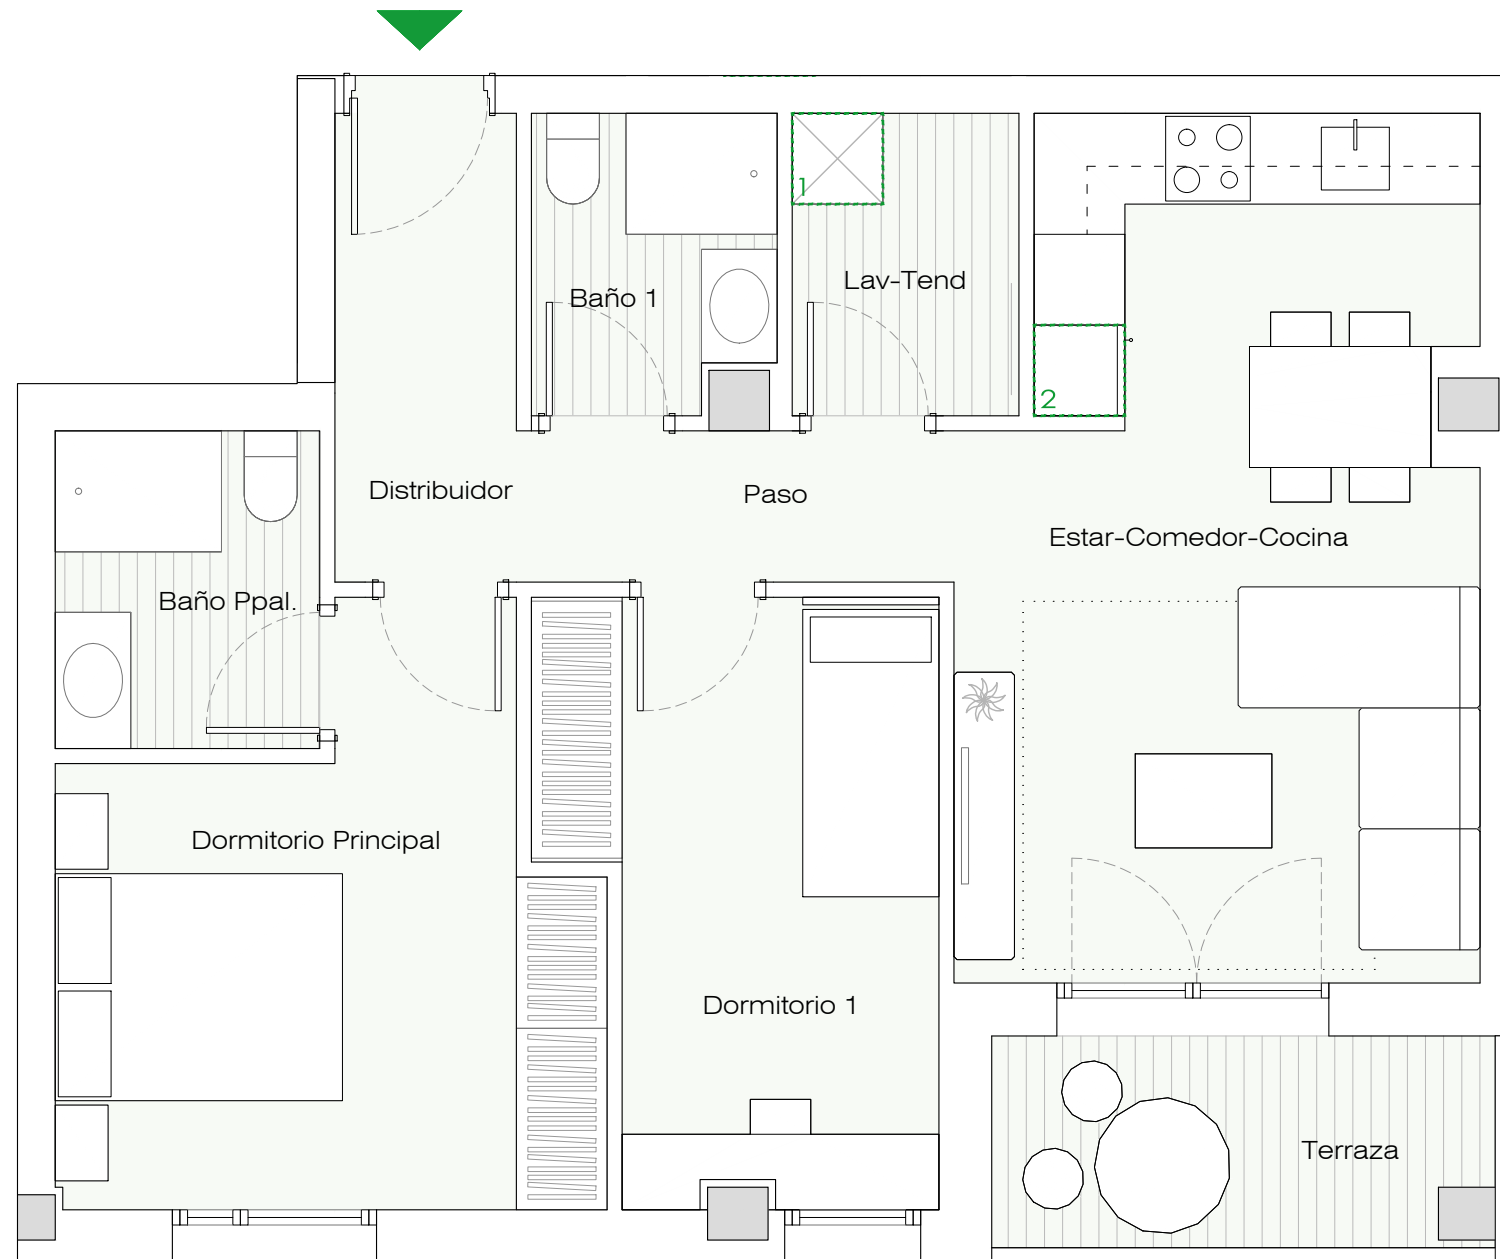 1
Lav-Tend
Baño 1
2
Distribuidor
Paso
Estar-Comedor-Cocina
Baño Ppal.
Dormitorio Principal
Dormitorio 1
Terraza